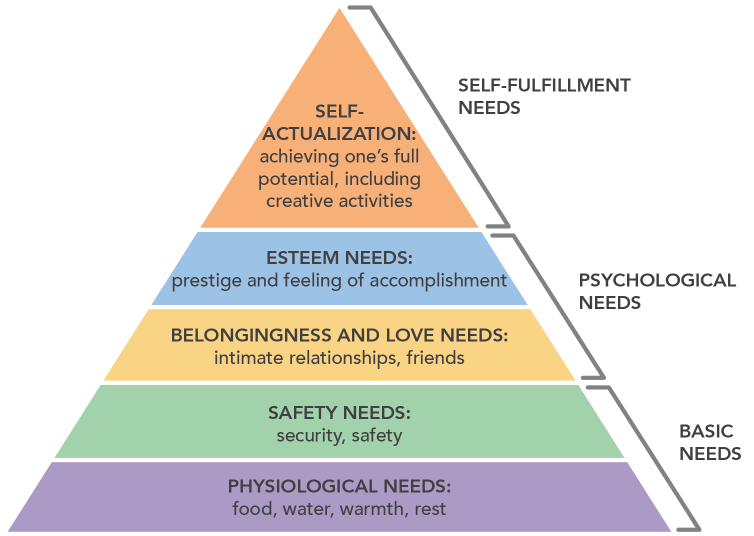 SELF-FULFILLMENT
NEEDS
SELF-
ACTUALIZATION:
achieving one’s full
potential, including
creative activities
ESTEEM NEEDS:
prestige and feeling of accomplishment
PSYCHOLOGICAL
NEEDS
BELONGINGNESS AND LOVE NEEDS:
intimate relationships, friends
SAFETY NEEDS:
security, safety
BASIC
NEEDS
PHYSIOLOGICAL NEEDS:
food, water, warmth, rest